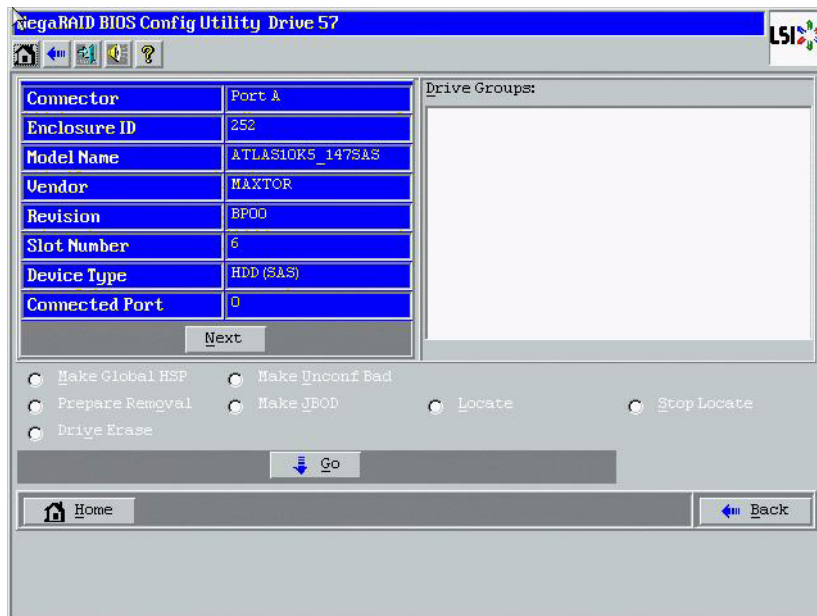 MegaRAID BIOS Config Utility Drive 57
LSI
Connector Port A
Enclosure ID 252
Model Name ATLAS10K5_147SAS
Vendor MAXTOR
Revision BP00
Slot Number 6
Device Type HDD (SAS)
Connected Port 0
Next
Drive Groups:
Make Global HSP Make Unconf Bad
Prepare Removal Make JBOD Locate Stop Locate
Drive Erase
Go
Home Back